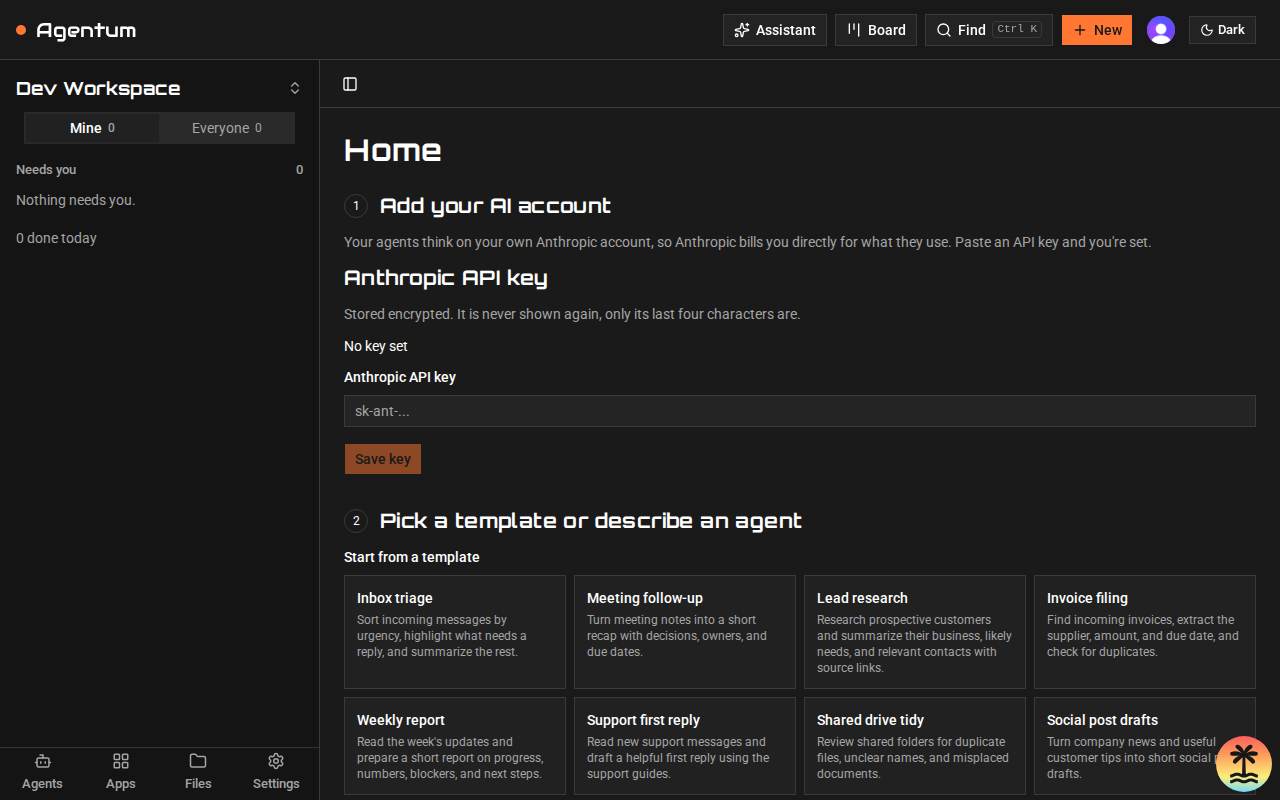 Agentum
Assistant
Board
Find Ctrl K
New
Dark
Dev Workspace
Mine 0
Everyone 0
Needs you 0
Nothing needs you.
0 done today
Agents
Apps
Files
Settings
Home
1 Add your AI account
Your agents think on your own Anthropic account, so Anthropic bills you directly for what they use. Paste an API key and you're set.
Anthropic API key
Stored encrypted. It is never shown again, only its last four characters are.
No key set
Anthropic API key
sk-ant-...
Save key
2 Pick a template or describe an agent
Start from a template
Inbox triage
Sort incoming messages by
urgency, highlight what needs a
reply, and summarize the rest.
Meeting follow-up
Turn meeting notes into a short
recap with decisions, owners, and
due dates.
Lead research
Research prospective customers
and summarize their business, likely
needs, and relevant contacts with
source links.
Invoice filing
Find incoming invoices, extract the
supplier, amount, and due date, and
check for duplicates.
Weekly report
Read the week's updates and
prepare a short report on progress,
numbers, blockers, and next steps.
Support first reply
Read new support messages and
draft a helpful first reply using the
support guides.
Shared drive tidy
Review shared folders for duplicate
files, unclear names, and misplaced
documents.
Social post drafts
Turn company news and useful
customer tips into short social
drafts.